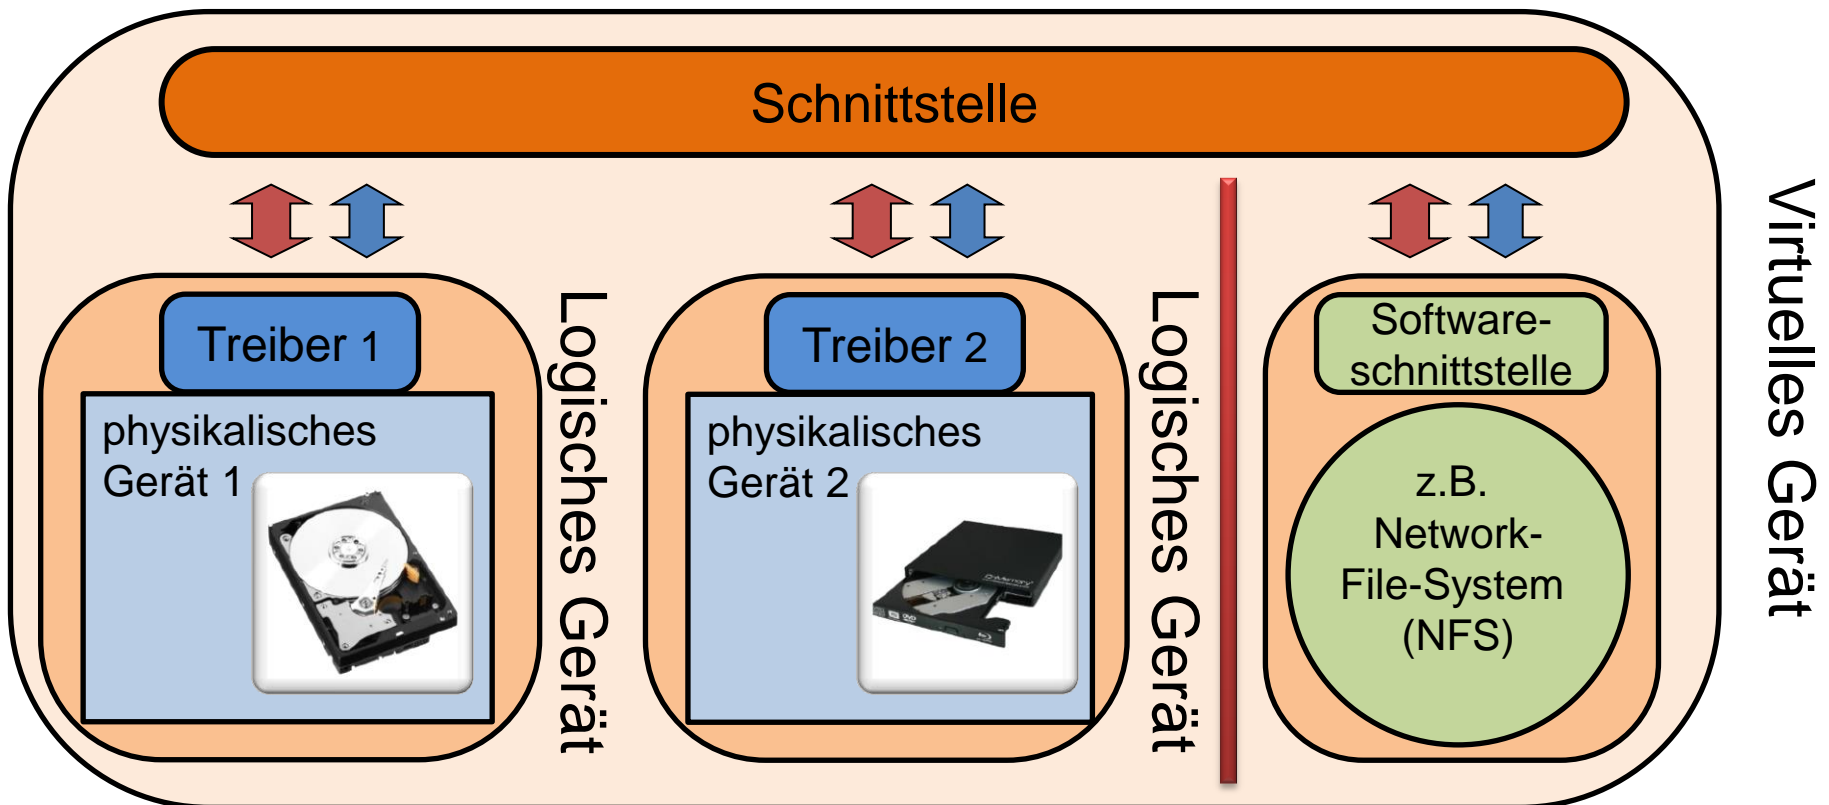 Schnittstelle
Treiber 1
physikalisches
Gerät 1
Logisches Gerät
Treiber 2
physikalisches
Gerät 2
Logisches Gerät
Software-
schnittstelle
z.B.
Network-
File-System
(NFS)
Virtuelles Gerät